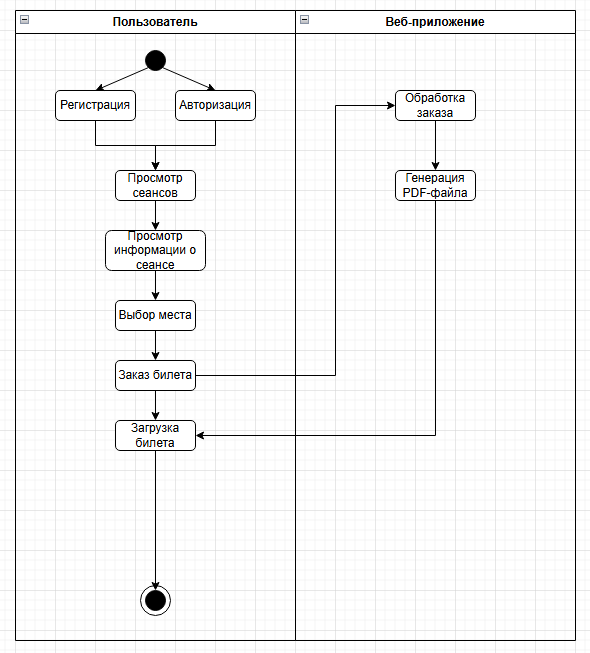 Пользователь
Веб-приложение
Регистрация
Авторизация
Обработка
заказа
Просмотр
сеансов
Генерация
PDF-файла
Просмотр
информации о
сеансе
Выбор места
Заказ билета
Загрузка
билета